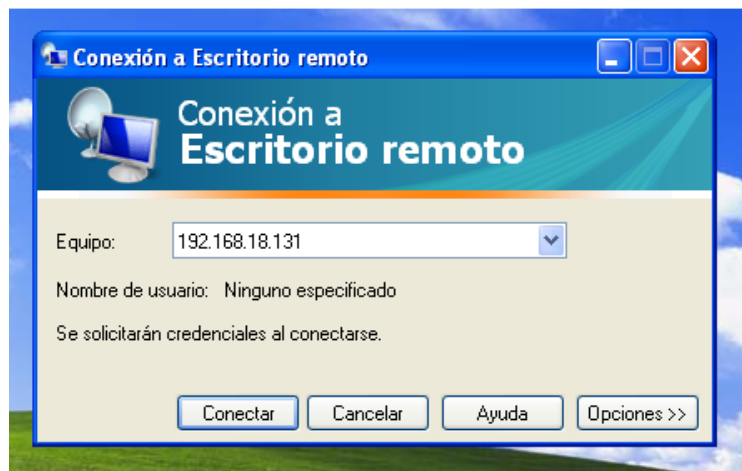 Conexión a Escritorio remoto
Conexión a
Escritorio remoto
Equipo: 192.168.18.131
Nombre de usuario: Ninguno especificado
Se solicitarán credenciales al conectarse.
Conectar Cancelar Ayuda Opciones >>